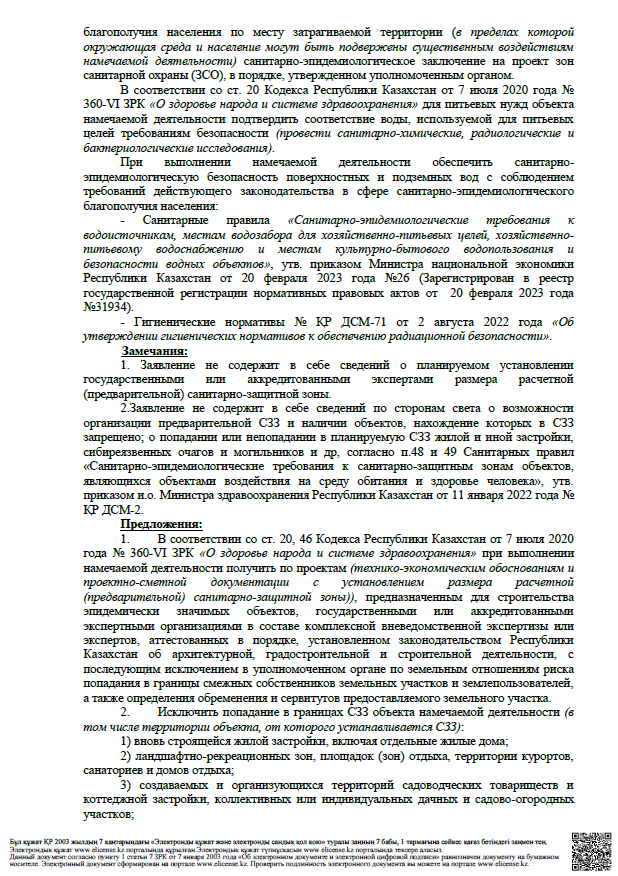 благополучия населения по месту затрагиваемой территории (в пределах которой
окружающая среда и население могут быть подвержены существенным воздействиям
намечаемой деятельности) санитарно-эпидемиологическое заключение на проект зон
санитарной охраны (ЗСО), в порядке, утвержденном уполномоченным органом.
В соответствии со ст. 20 Кодекса Республики Казахстан от 7 июля 2020 года №
360-VI ЗРК «О здоровье народа и системе здравоохранения» для питьевых нужд объекта
намечаемой деятельности подтвердить соответствие воды, используемой для питьевых
целей требованиям безопасности (провести санитарно-химические, радиологические и
бактериологические исследования).
При выполнении намечаемой деятельности обеспечить санитарно-
эпидемиологическую безопасность поверхностных и подземных вод с соблюдением
требований действующего законодательства в сфере санитарно-эпидемиологического
благополучия населения:
- Санитарные правила «Санитарно-эпидемиологические требования к
водоисточникам, местам водозабора для хозяйственно-питьевых целей, хозяйственно-
питьевому водоснабжению и местам культурно-бытового водопользования и
безопасности водных объектов», утв. приказом Министра национальной экономики
Республики Казахстан от 20 февраля 2023 года №26 (Зарегистрирован в реестр
государственной регистрации нормативных правовых актов от 20 февраля 2023 года
№31934).
- Гигиенические нормативы № ҚР ДСМ-71 от 2 августа 2022 года «Об
утверждении гигиенических нормативов к обеспечению радиационной безопасности».
Замечания:
1. Заявление не содержит в себе сведений о планируемом установлении
государственными или аккредитованными экспертами размера расчетной
(предварительной) санитарно-защитной зоны.
2.Заявление не содержит в себе сведений по сторонам света о возможности
организации предварительной СЗЗ и наличии объектов, нахождение которых в СЗЗ
запрещено; о попадании или непопадании в планируемую СЗЗ жилой и иной застройки,
сибиреязвенных очагов и могильников и др, согласно п.48 и 49 Санитарных правил
«Санитарно-эпидемиологические требования к санитарно-защитным зонам объектов,
являющихся объектами воздействия на среду обитания и здоровье человека», утв.
приказом и.о. Министра здравоохранения Республики Казахстан от 11 января 2022 года №
ҚР ДСМ-2.
Предложения:
1. В соответствии со ст. 20, 46 Кодекса Республики Казахстан от 7 июля 2020
года № 360-VI ЗРК «О здоровье народа и системе здравоохранения» при выполнении
намечаемой деятельности получить по проектам (технико-экономическим обоснованиям и
проектно-сметной документации с установлением размера расчетной
(предварительной) санитарно-защитной зоны)), предназначенным для строительства
эпидемически значимых объектов, государственными или аккредитованными
экспертными организациями в составе комплексной вневедомственной экспертизы или
экспертов, аттестованных в порядке, установленном законодательством Республики
Казахстан об архитектурной, градостроительной и строительной деятельности, с
последующим исключением в уполномоченном органе по земельным отношениям риска
попадания в границы смежных собственников земельных участков и землепользователей,
а также определения обременения и сервитутов предоставляемого земельного участка.
2. Исключить попадание в границах СЗЗ объекта намечаемой деятельности (в
том числе территории объекта, от которого устанавливается СЗЗ):
1) вновь строящейся жилой застройки, включая отдельные жилые дома;
2) ландшафтно-рекреационных зон, площадок (зон) отдыха, территории курортов,
санаториев и домов отдыха;
3) создаваемых и организующихся территорий садоводческих товариществ и
коттеджной застройки, коллективных или индивидуальных дачных и садово-огородных
участков;
Бұл құжат ҚР 2003 жылдың 7 қаңтарындағы «Электронды құжат және электронды сандық қол қою» туралы заңның 7 бабы, 1 тармағына сәйкес қағаз бетіндегі заңмен тең.
Электрондық құжат www.elicense.kz порталында құрылған.Электрондық құжат түпнұсқасын www.elicense.kz порталында тексере аласыз.
Данный документ согласно пункту 1 статьи 7 ЗРК от 7 января 2003 года «Об электронном документе и электронной цифровой подписи» равнозначен документу на бумажном
носителе. Электронный документ сформирован на портале www.elicense.kz. Проверить подлинность электронного документа вы можете на портале www.elicense.kz.